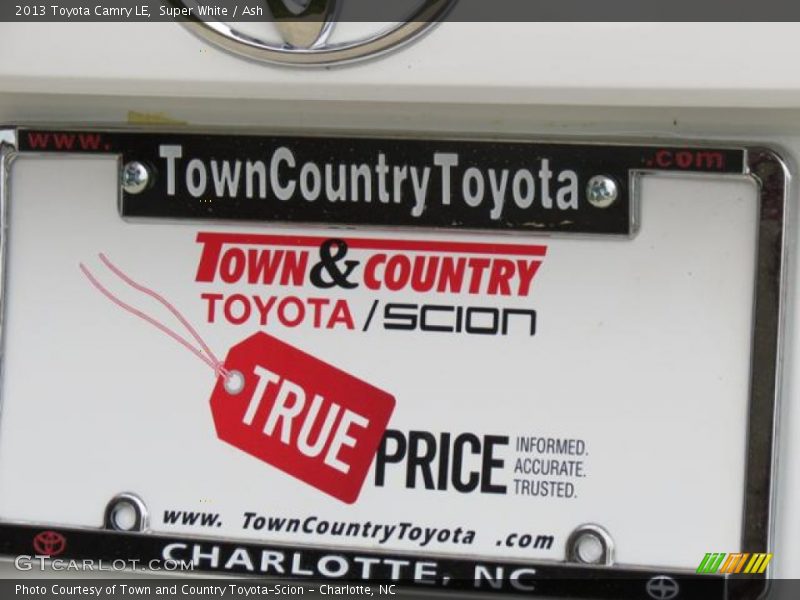 2013 Toyota Camry LE, Super White / Ash
www. TownCountryToyota .com
TOWN & COUNTRY
TOYOTA / SCION
TRUE PRICE
INFORMED.
ACCURATE.
TRUSTED.
www. TownCountryToyota .com
CHARLOTTE, NC
GTCARLOT.COM
Photo Courtesy of Town and Country Toyota-Scion - Charlotte, NC